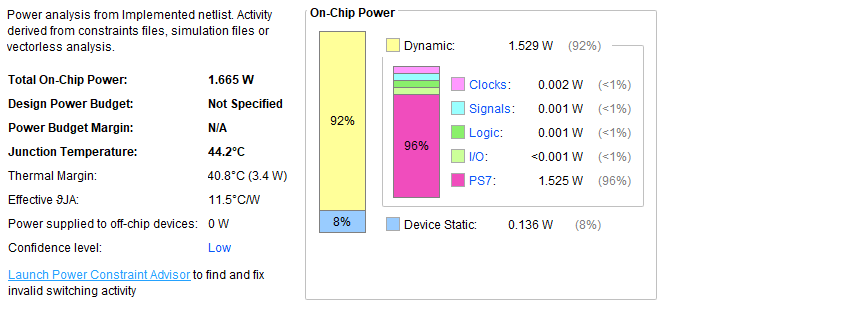 Power analysis from Implemented netlist. Activity
derived from constraints files, simulation files or
vectorless analysis.
Total On-Chip Power: 1.665 W
Design Power Budget: Not Specified
Power Budget Margin: N/A
Junction Temperature: 44.2°C
Thermal Margin: 40.8°C (3.4 W)
Effective ϑJA: 11.5°C/W
Power supplied to off-chip devices: 0 W
Confidence level: Low
Launch Power Constraint Advisor to find and fix
invalid switching activity
On-Chip Power
92%
8%
Dynamic: 1.529 W (92%)
96%
Clocks: 0.002 W (<1%)
Signals: 0.001 W (<1%)
Logic: 0.001 W (<1%)
I/O: <0.001 W (<1%)
PS7: 1.525 W (96%)
Device Static: 0.136 W (8%)